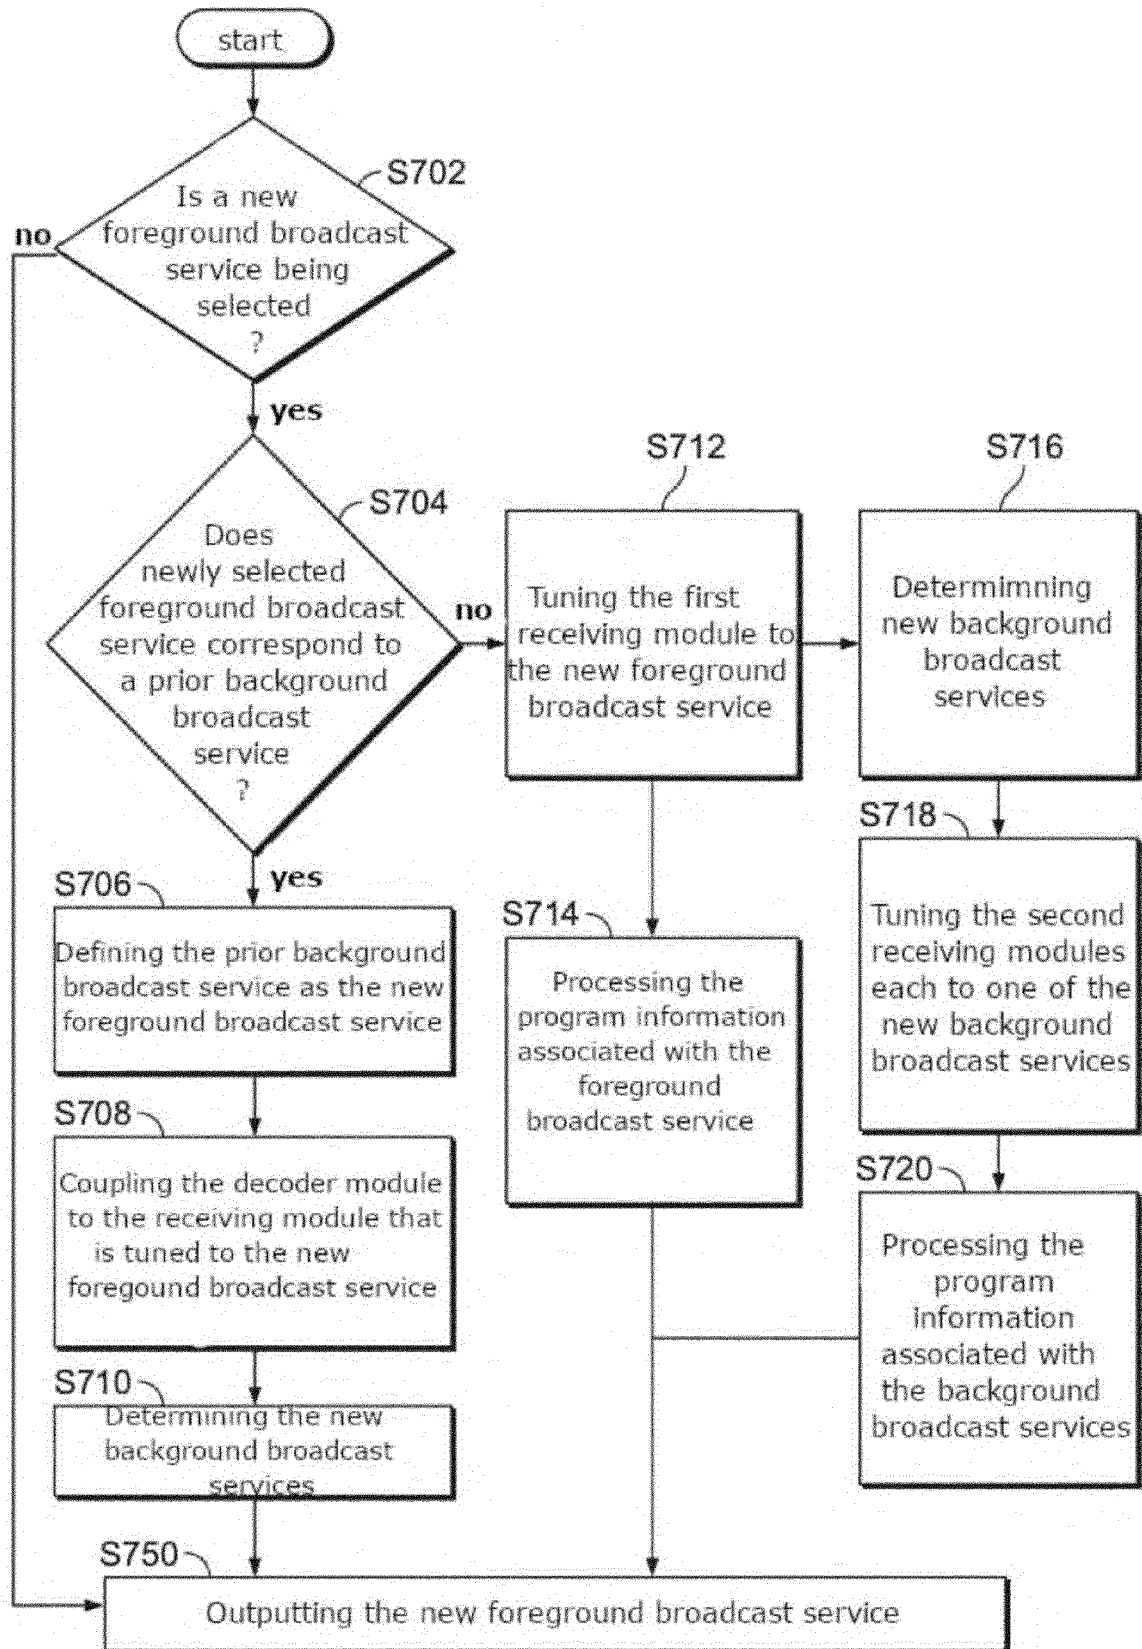 start
S702
Is a new
foreground broadcast
service being
selected
?
no
yes
S704
Does
newly selected
foreground broadcast
service correspond to
a prior background
broadcast
service
?
no
yes
S706
Defining the prior background
broadcast service as the new
foreground broadcast service
S708
Coupling the decoder module
to the receiving module that
is tuned to the new
foregound broadcast service
S710
Determining the new
background broadcast
services
S712
Tuning the first
receiving module to
the new foreground
broadcast service
S714
Processing the
program information
associated with the
foreground
broadcast service
S716
Determimning
new background
broadcast
services
S718
Tuning the second
receiving modules
each to one of the
new background
broadcast services
S720
Processing the
program
information
associated with
the background
broadcast services
S750
Outputting the new foreground broadcast service